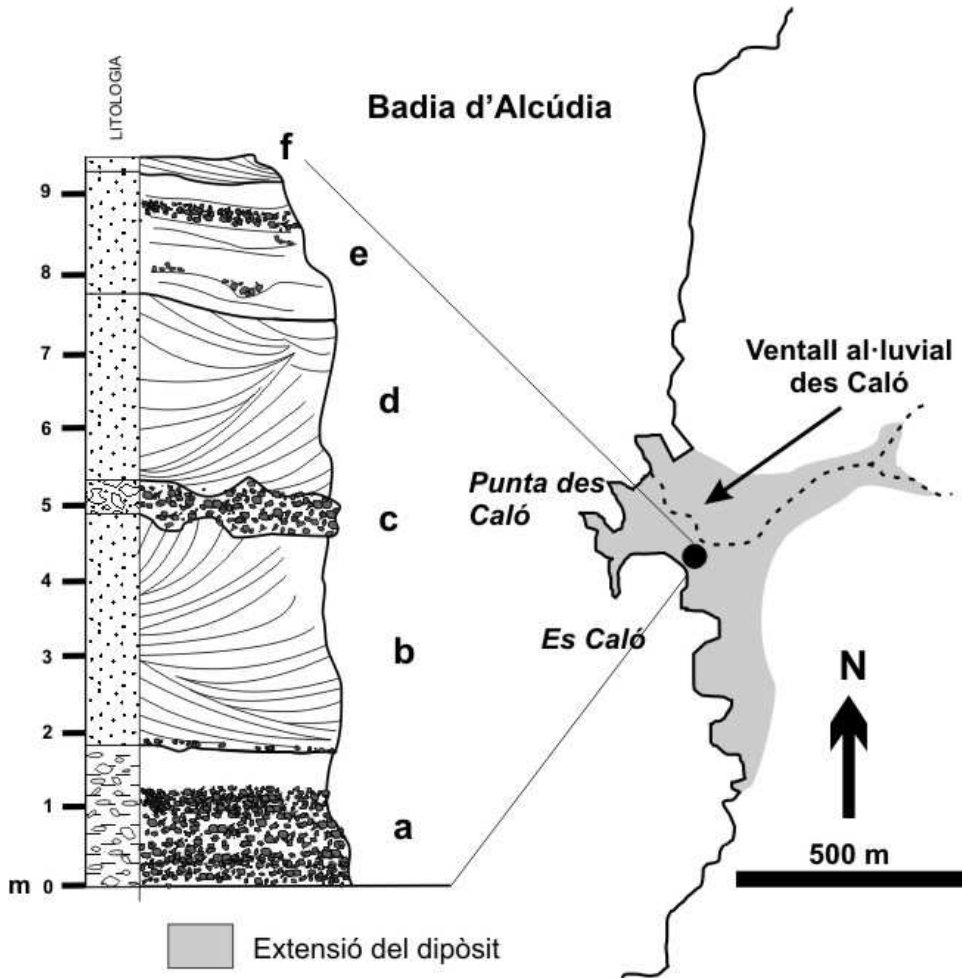 LITOLOGIA
Badia d'Alcúdia
f
9
e
8
7
Ventall al·luvial
des Caló
d
6
Punta des
Caló
5
c
4
Es Caló
b
3
N
2
1
a
500 m
m 0
Extensió del dipòsit